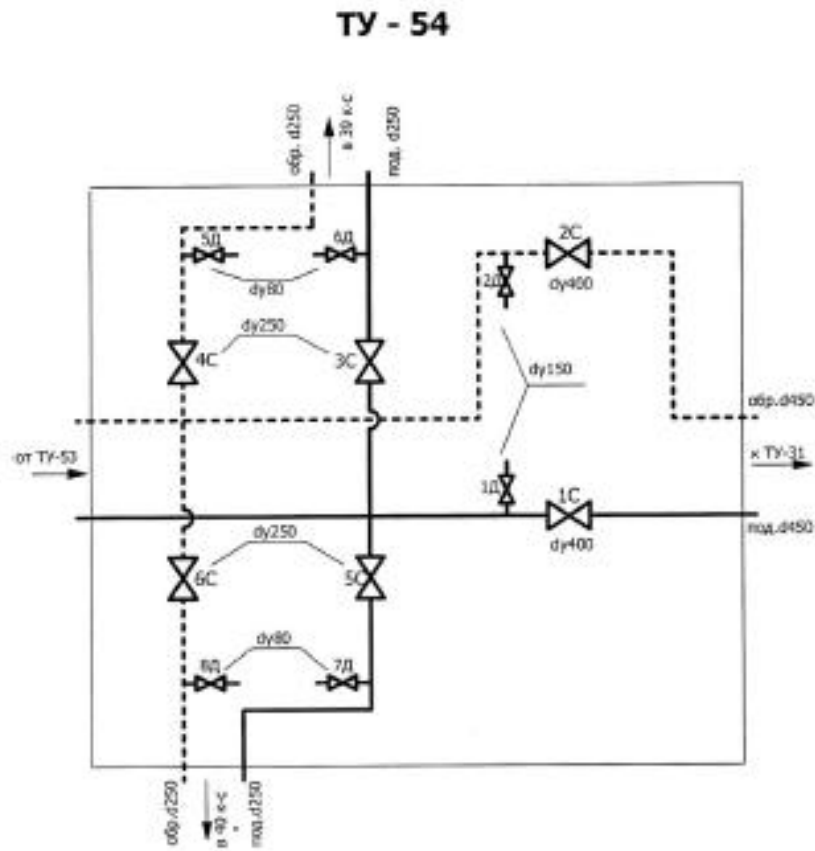 ТУ - 54
обр. d250
в 39 к-с
под. d250
5Д
6Д
2С
dy80
2Д
dy400
dy250
4С
3С
dy150
обр.d450
от ТУ-53
к ТУ-31
1Д
1С
под.d450
dy400
dy250
6С
5С
dy80
8Д
7Д
обр.d250
в 40 к-с
под.d250